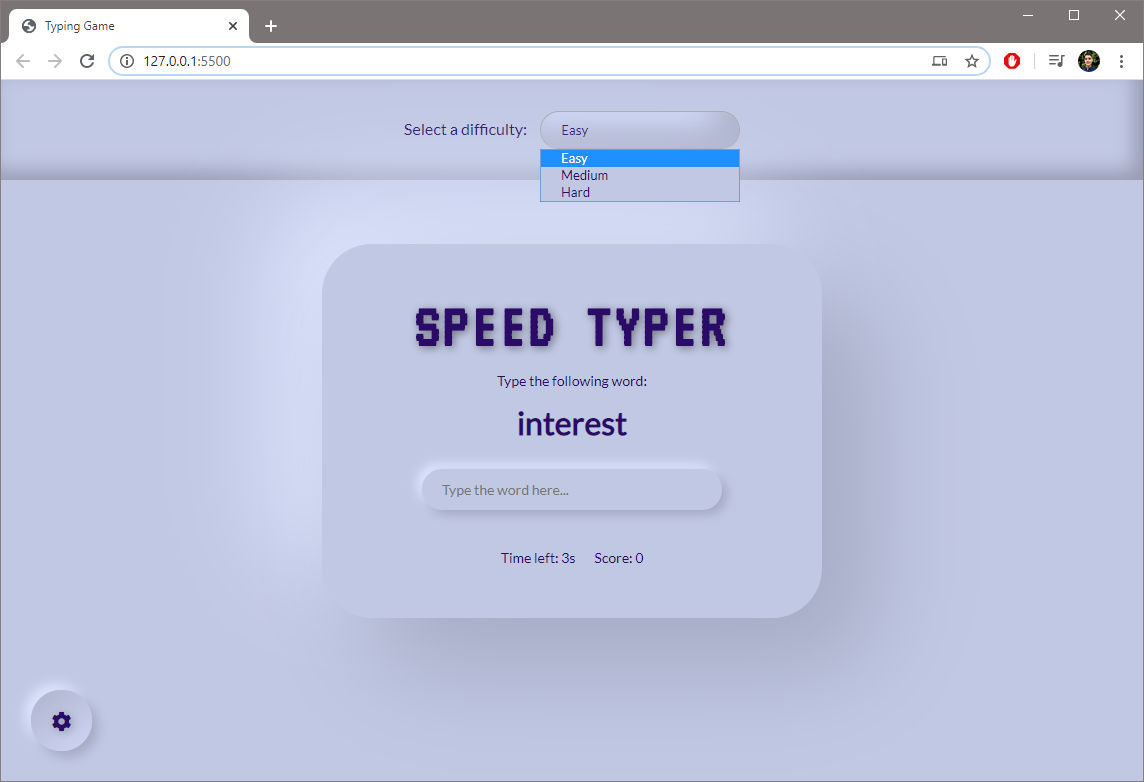 Typing Game
127.0.0.1:5500
Select a difficulty: Easy
Easy
Medium
Hard
SPEED TYPER
Type the following word:
interest
Type the word here...
Time left: 3s Score: 0